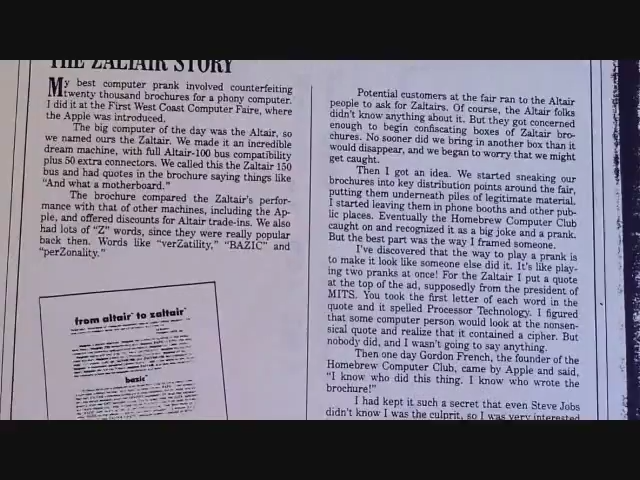 THE ZALTAIR STORY
My best computer prank involved counterfeiting
twenty thousand brochures for a phony computer.
I did it at the First West Coast Computer Faire, where
the Apple was introduced.
The big computer of the day was the Altair, so
we named ours the Zaltair. We made it an incredible
dream machine, with full Altair-100 bus compatibility
plus 50 extra connectors. We called this the Zaltair 150
bus and had quotes in the brochure saying things like
"And what a motherboard."
The brochure compared the Zaltair's perfor-
mance with that of other machines, including the Ap-
ple, and offered discounts for Altair trade-ins. We also
had lots of "Z" words, since they were really popular
back then. Words like "verZatility," "BAZIC" and
"perZonality."
from altair to zaltair
bazic
Potential customers at the fair ran to the Altair
people to ask for Zaltairs. Of course, the Altair folks
didn't know anything about it. But they got concerned
enough to begin confiscating boxes of Zaltair bro-
chures. No sooner did we bring in another box than it
would disappear, and we began to worry that we might
get caught.
Then I got an idea. We started sneaking our
brochures into key distribution points around the fair,
putting them underneath piles of legitimate material.
I started leaving them in phone booths and other pub-
lic places. Eventually the Homebrew Computer Club
caught on and recognized it as a big joke and a prank.
But the best part was the way I framed someone.
I've discovered that the way to play a prank is
to make it look like someone else did it. It's like play-
ing two pranks at once! For the Zaltair I put a quote
at the top of the ad, supposedly from the president of
MITS. You took the first letter of each word in the
quote and it spelled Processor Technology. I figured
that some computer person would look at the nonsen-
sical quote and realize that it contained a cipher. But
nobody did, and I wasn't going to say anything.
Then one day Gordon French, the founder of the
Homebrew Computer Club, came by Apple and said,
"I know who did this thing. I know who wrote the
brochure!"
I had kept it such a secret that even Steve Jobs
didn't know I was the culprit, so I was very interested